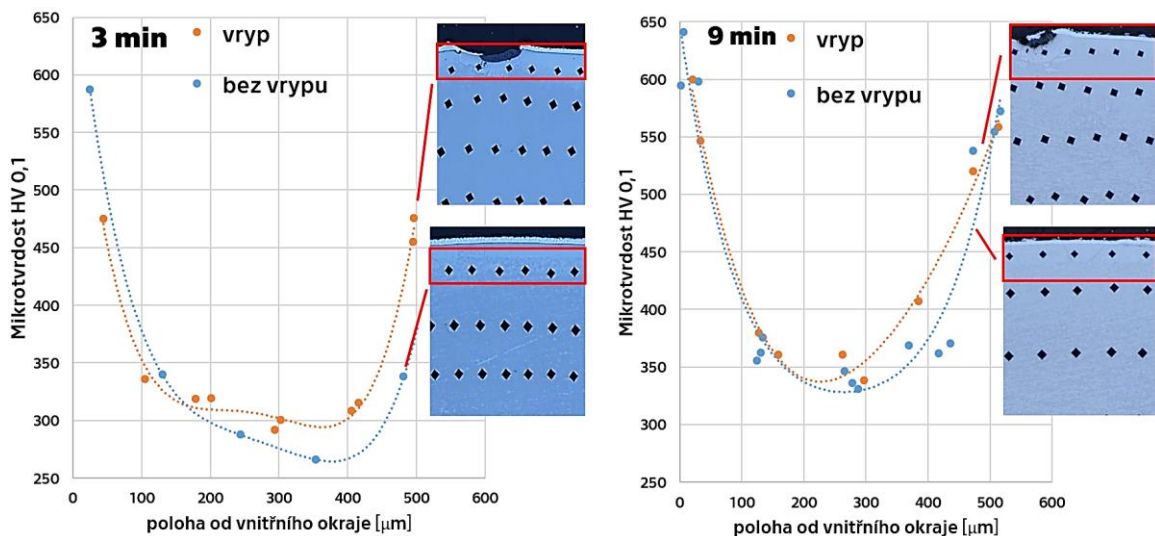 3 min
vryp
bez vrypu
Mikrotvrdost HV 0,1
650
600
550
500
450
400
350
300
250
0 100 200 300 400 500 600
poloha od vnitřního okraje [μm]
9 min
vryp
bez vrypu
Mikrotvrdost HV 0,1
650
600
550
500
450
400
350
300
250
0 100 200 300 400 500 600
poloha od vnitřního okraje [μm]